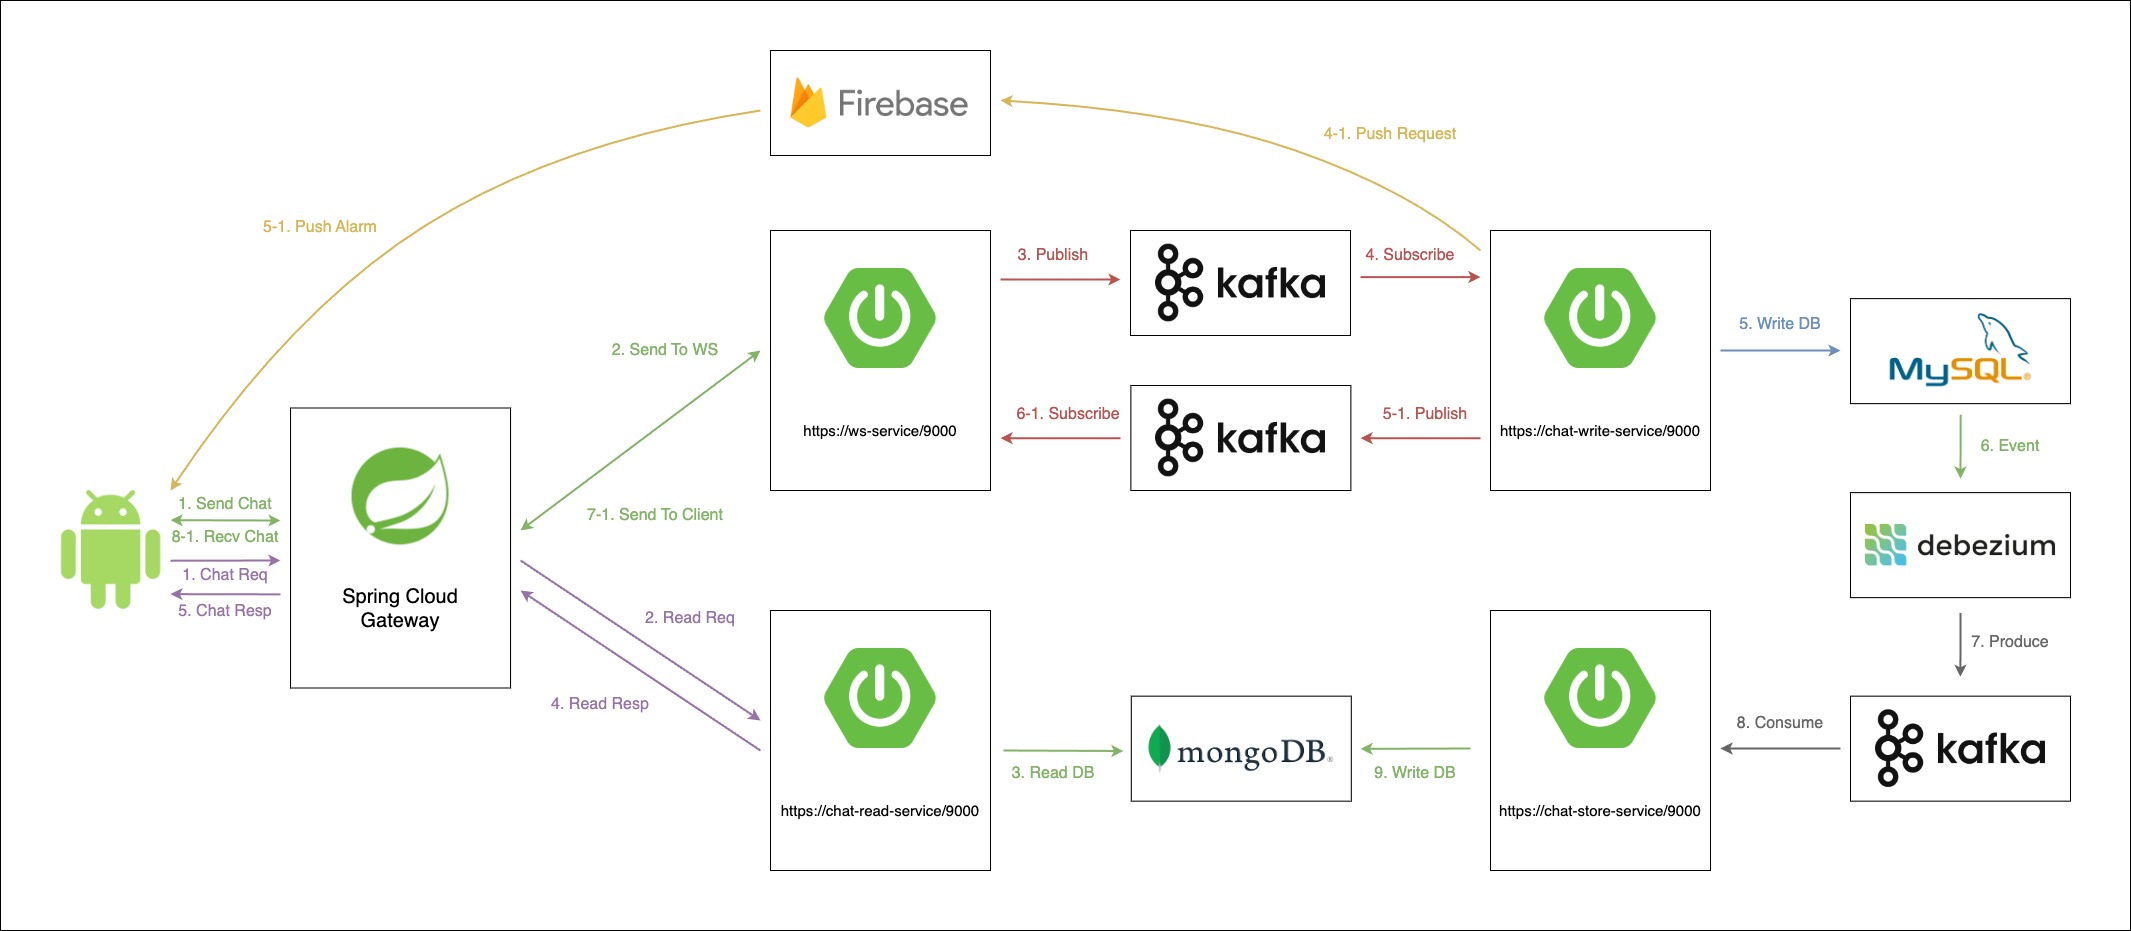 Firebase
4-1. Push Request
5-1. Push Alarm
3. Publish
kafka
4. Subscribe
2. Send To WS
5. Write DB
MySQL®
6-1. Subscribe
kafka
5-1. Publish
https://ws-service/9000
https://chat-write-service/9000
6. Event
1. Send Chat
8-1. Recv Chat
1. Chat Req
5. Chat Resp
7-1. Send To Client
Spring Cloud
Gateway
debezium
2. Read Req
4. Read Resp
7. Produce
3. Read DB
mongoDB®
9. Write DB
8. Consume
kafka
https://chat-read-service/9000
https://chat-store-service/9000